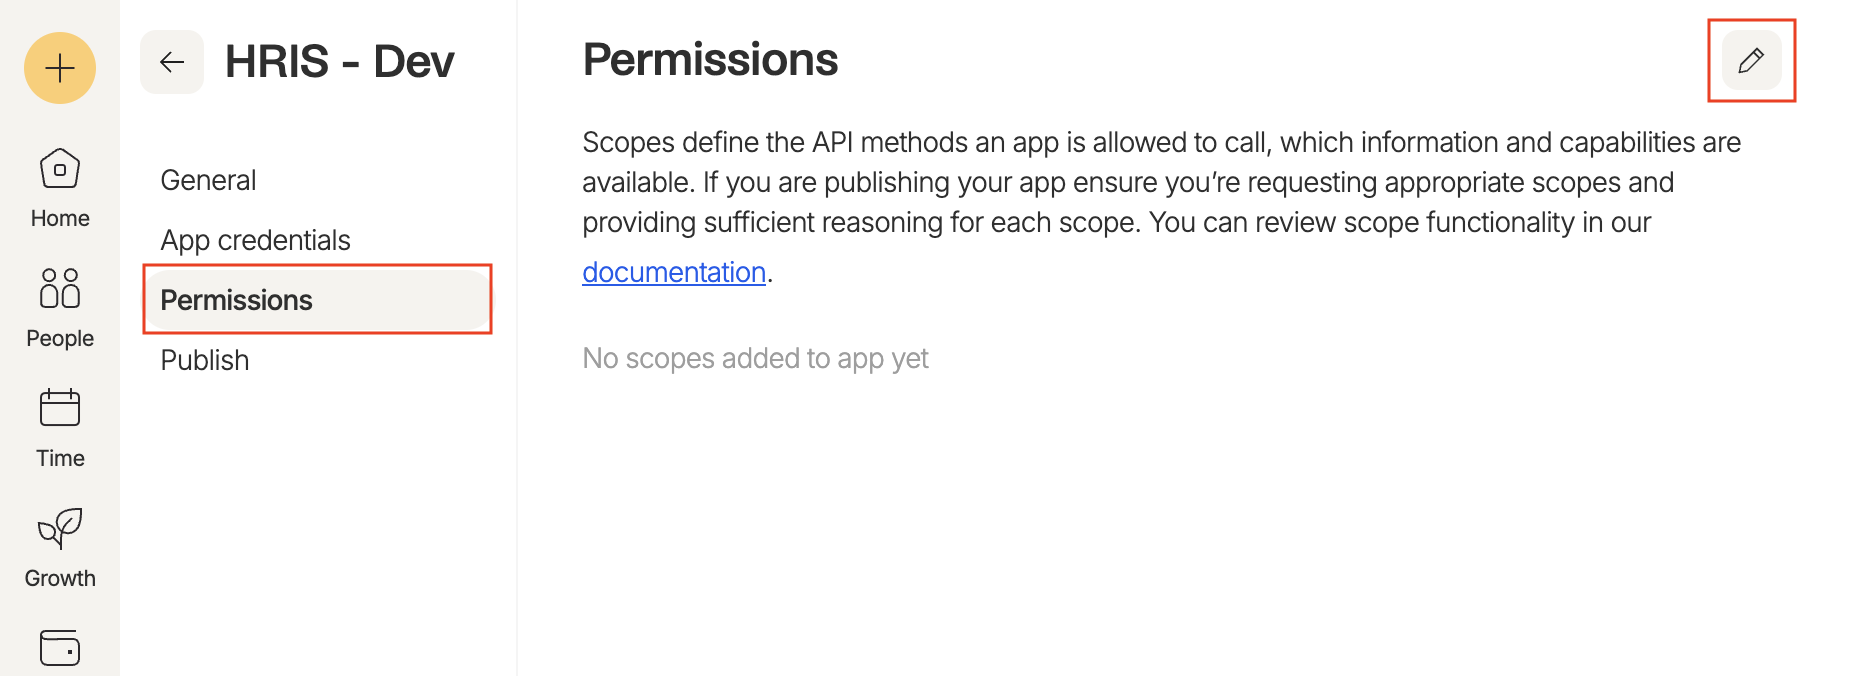 Home
People
Time
Growth
HRIS - Dev
General
App credentials
Permissions
Publish
Permissions
Scopes define the API methods an app is allowed to call, which information and capabilities are
available. If you are publishing your app ensure you’re requesting appropriate scopes and
providing sufficient reasoning for each scope. You can review scope functionality in our
documentation.
No scopes added to app yet